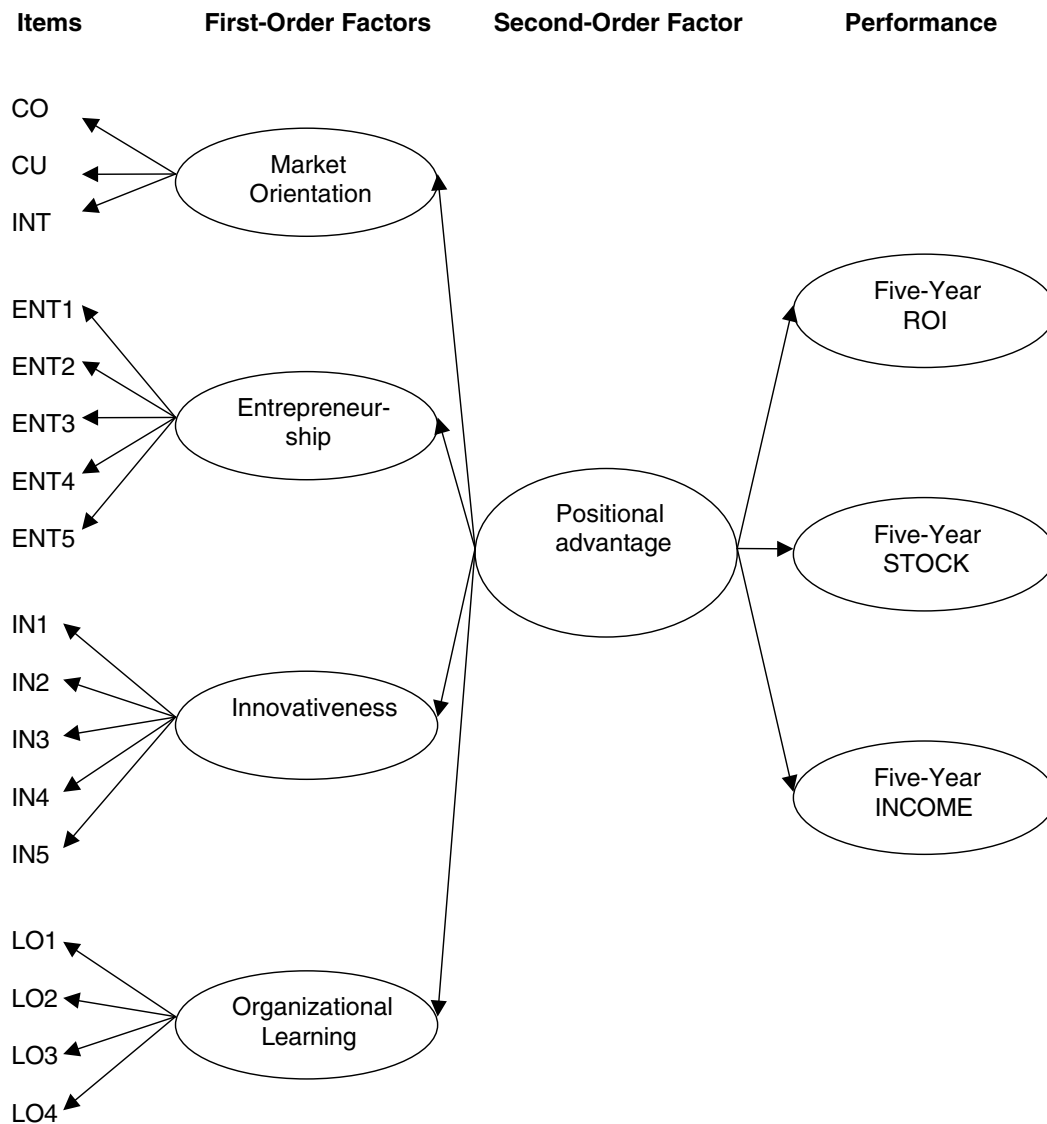 Items
First-Order Factors
Second-Order Factor
Performance
CO
CU
INT
Market
Orientation
ENT1
ENT2
ENT3
ENT4
ENT5
Entrepreneur-
ship
IN1
IN2
IN3
IN4
IN5
Innovativeness
LO1
LO2
LO3
LO4
Organizational
Learning
Positional
advantage
Five-Year
ROI
Five-Year
STOCK
Five-Year
INCOME